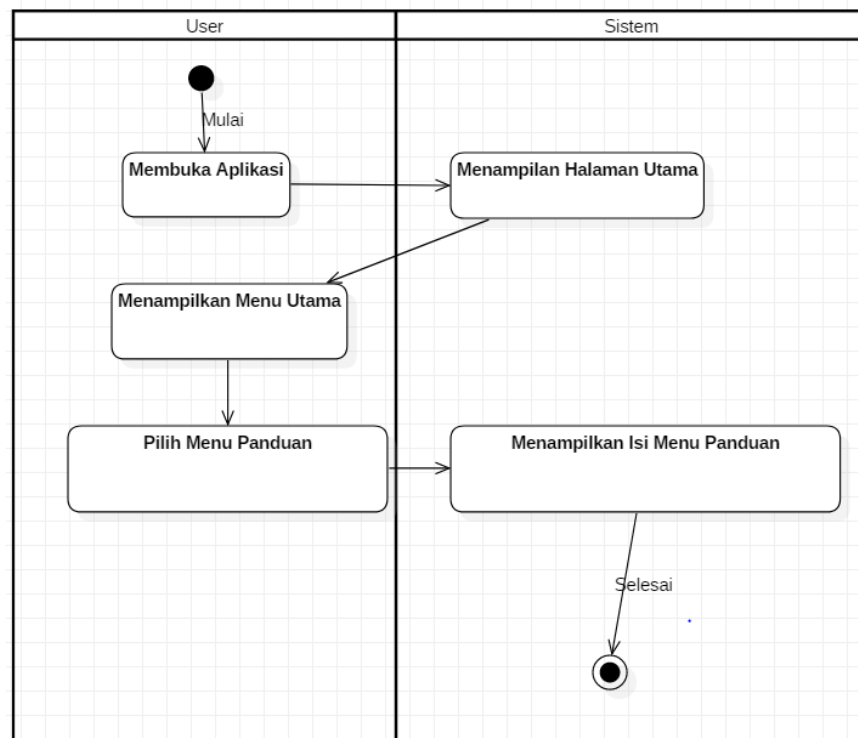 User
Sistem
Mulai
Membuka Aplikasi
Menampilan Halaman Utama
Menampilkan Menu Utama
Pilih Menu Panduan
Menampilkan Isi Menu Panduan
Selesai